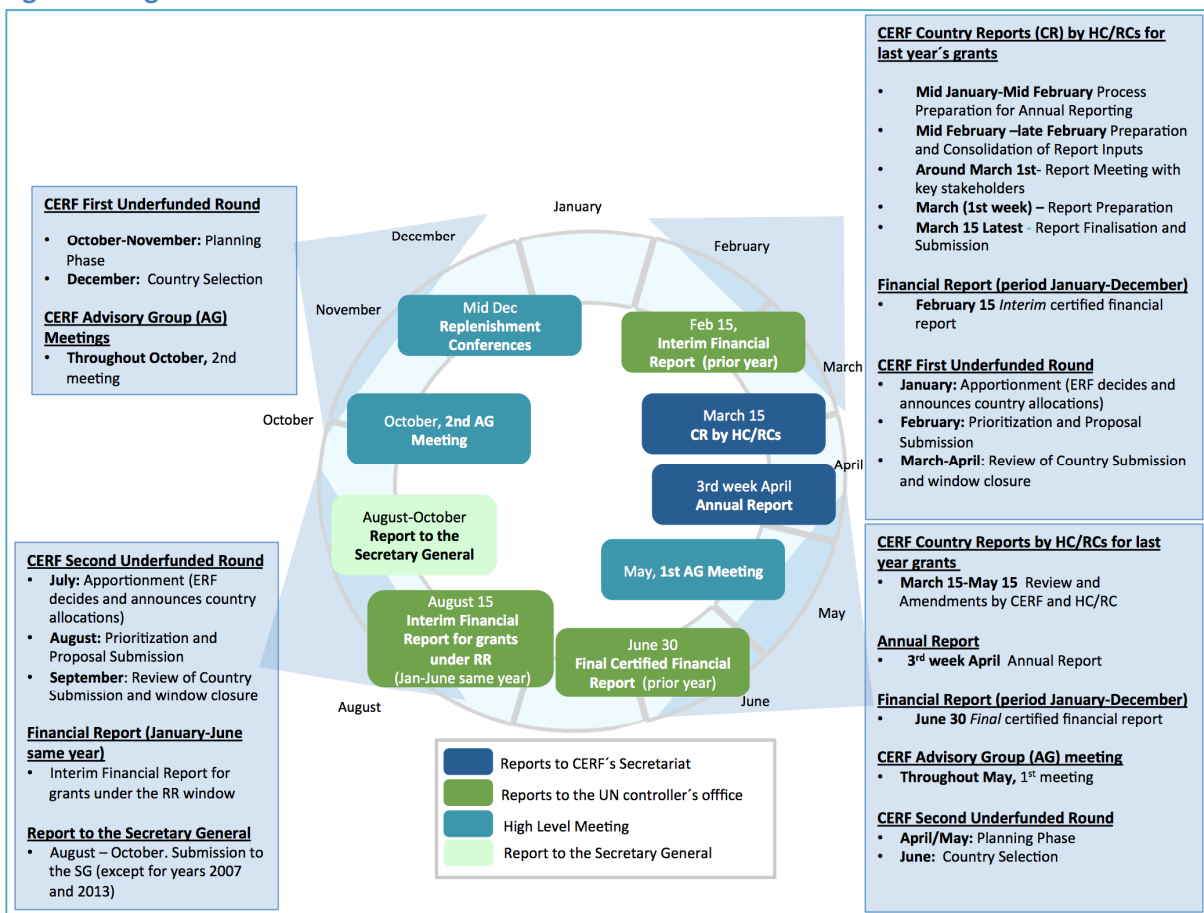 CERF Country Reports (CR) by HC/RCs for
last year´s grants
• Mid January-Mid February Process
Preparation for Annual Reporting
• Mid February –late February Preparation
and Consolidation of Report Inputs
• Around March 1st- Report Meeting with
key stakeholders
• March (1st week) – Report Preparation
• March 15 Latest - Report Finalisation and
Submission
Financial Report (period January-December)
• February 15 Interim certified financial
report
CERF First Underfunded Round
• January: Apportionment (ERF decides and
announces country allocations)
• February: Prioritization and Proposal
Submission
• March-April: Review of Country Submission
and window closure
CERF First Underfunded Round
• October-November: Planning
Phase
• December: Country Selection
CERF Advisory Group (AG)
Meetings
• Throughout October, 2nd
meeting
January
February
March
April
May
June
August
October
November
December
Mid Dec
Replenishment
Conferences
Feb 15,
Interim Financial
Report (prior year)
March 15
CR by HC/RCs
3rd week April
Annual Report
May, 1st AG Meeting
June 30
Final Certified Financial
Report (prior year)
August 15
Interim Financial
Report for grants
under RR
(Jan-June same year)
August-October
Report to the
Secretary General
October, 2nd AG
Meeting
CERF Second Underfunded Round
• July: Apportionment (ERF
decides and announces country
allocations)
• August: Prioritization and
Proposal Submission
• September: Review of Country
Submission and window closure
Financial Report (January-June
same year)
• Interim Financial Report for
grants under the RR window
Report to the Secretary General
• August – October. Submission to
the SG (except for years 2007
and 2013)
CERF Country Reports by HC/RCs for last
year grants
• March 15-May 15 Review and
Amendments by CERF and HC/RC
Annual Report
• 3rd week April Annual Report
Financial Report (period January-December)
• June 30 Final certified financial report
CERF Advisory Group (AG) meeting
• Throughout May, 1st meeting
CERF Second Underfunded Round
• April/May: Planning Phase
• June: Country Selection
Reports to CERF´s Secretariat
Reports to the UN controller´s offfice
High Level Meeting
Report to the Secretary General